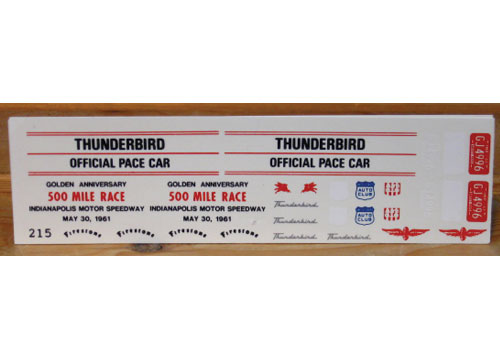 THUNDERBIRD
OFFICIAL PACE CAR
THUNDERBIRD
OFFICIAL PACE CAR
GOLDEN ANNIVERSARY
500 MILE RACE
INDIANAPOLIS MOTOR SPEEDWAY
MAY 30, 1961
GOLDEN ANNIVERSARY
500 MILE RACE
INDIANAPOLIS MOTOR SPEEDWAY
MAY 30, 1961
215
Firestone
Firestone
Firestone
Firestone
Thunderbird
Thunderbird
Thunderbird
Thunderbird
AUTO
CLUB
AUTO
CLUB
GJ4996
GJ4996